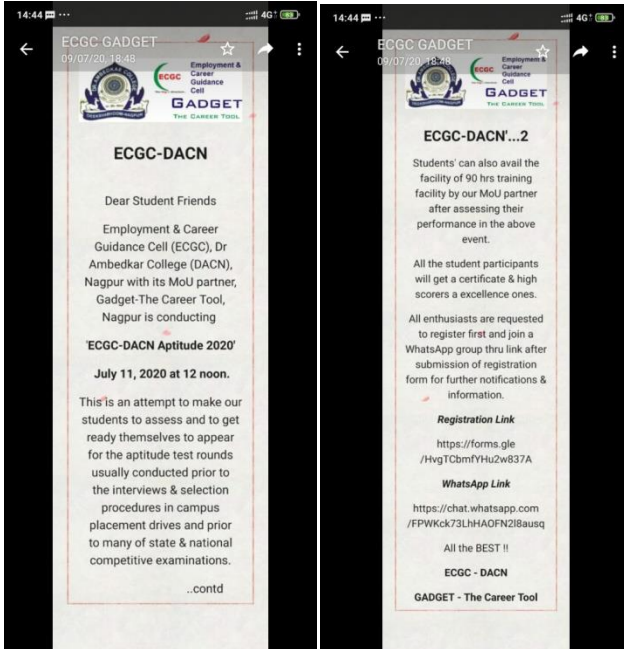 14:44
4G+
83
ECGC GADGET
09/07/20, 18:48
DR. AMBEDKAR COLLEGE
DEEKSHABHOOMI-NAGPUR
ECGC
Employment &
Career
Guidance
Cell
GADGET
THE CAREER TOOL
ECGC-DACN
Dear Student Friends
Employment & Career
Guidance Cell (ECGC), Dr
Ambedkar College (DACN),
Nagpur with its MoU partner,
Gadget-The Career Tool,
Nagpur is conducting
'ECGC-DACN Aptitude 2020'
July 11, 2020 at 12 noon.
This is an attempt to make our
students to assess and to get
ready themselves to appear
for the aptitude test rounds
usually conducted prior to
the interviews & selection
procedures in campus
placement drives and prior
to many of state & national
competitive examinations.
..contd
14:44
4G+
83
ECGC GADGET
09/07/20, 18:48
ECGC
Employment &
Career
Guidance
Cell
GADGET
THE CAREER TOOL
ECGC-DACN'...2
Students' can also avail the
facility of 90 hrs training
facility by our MoU partner
after assessing their
performance in the above
event.
All the student participants
will get a certificate & high
scorers a excellence ones.
All enthusiasts are requested
to register first and join a
WhatsApp group thru link after
submission of registration
form for further notifications &
information.
Registration Link
https://forms.gle
/HvgTCbmfYHu2w837A
WhatsApp Link
https://chat.whatsapp.com
/FPWKck73LhHAOFN2l8ausq
All the BEST !!
ECGC - DACN
GADGET - The Career Tool